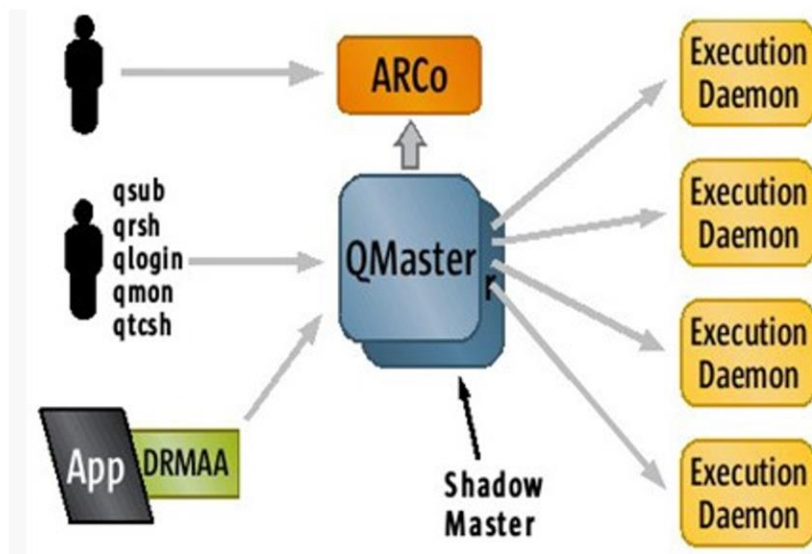 ARCo
Execution
Daemon
qsub
qrsh
qlogin
qmon
qtcsh
QMaster
r
Execution
Daemon
Execution
Daemon
App
DRMAA
Shadow
Master
Execution
Daemon